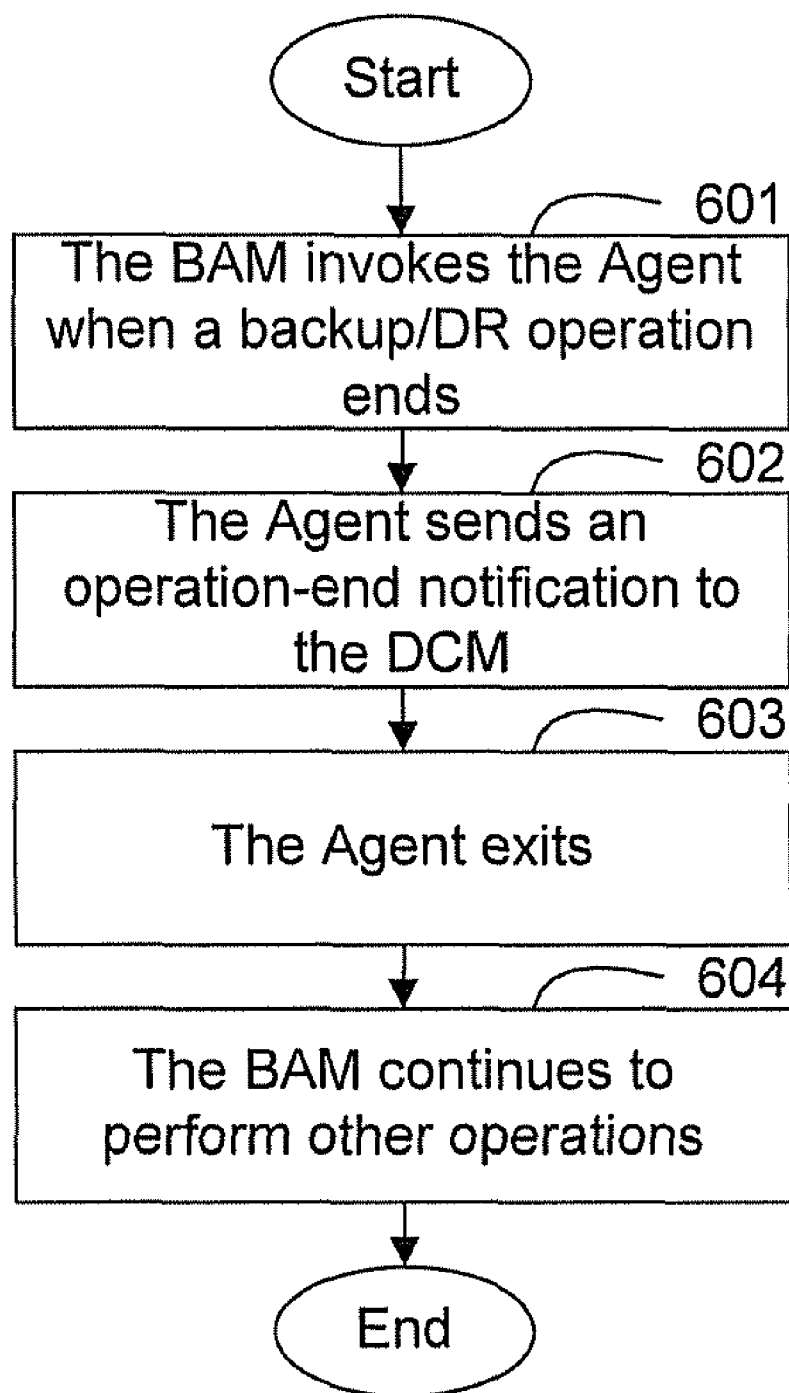 Start
601
The BAM invokes the Agent
when a backup/DR operation
ends
602
The Agent sends an
operation-end notification to
the DCM
603
The Agent exits
604
The BAM continues to
perform other operations
End